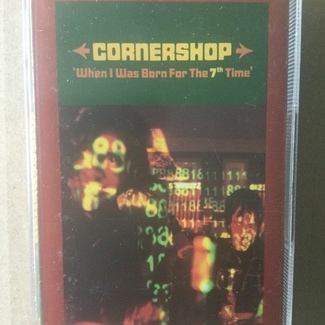 CORNERSHOP
'When I Was Born For The 7th Time'